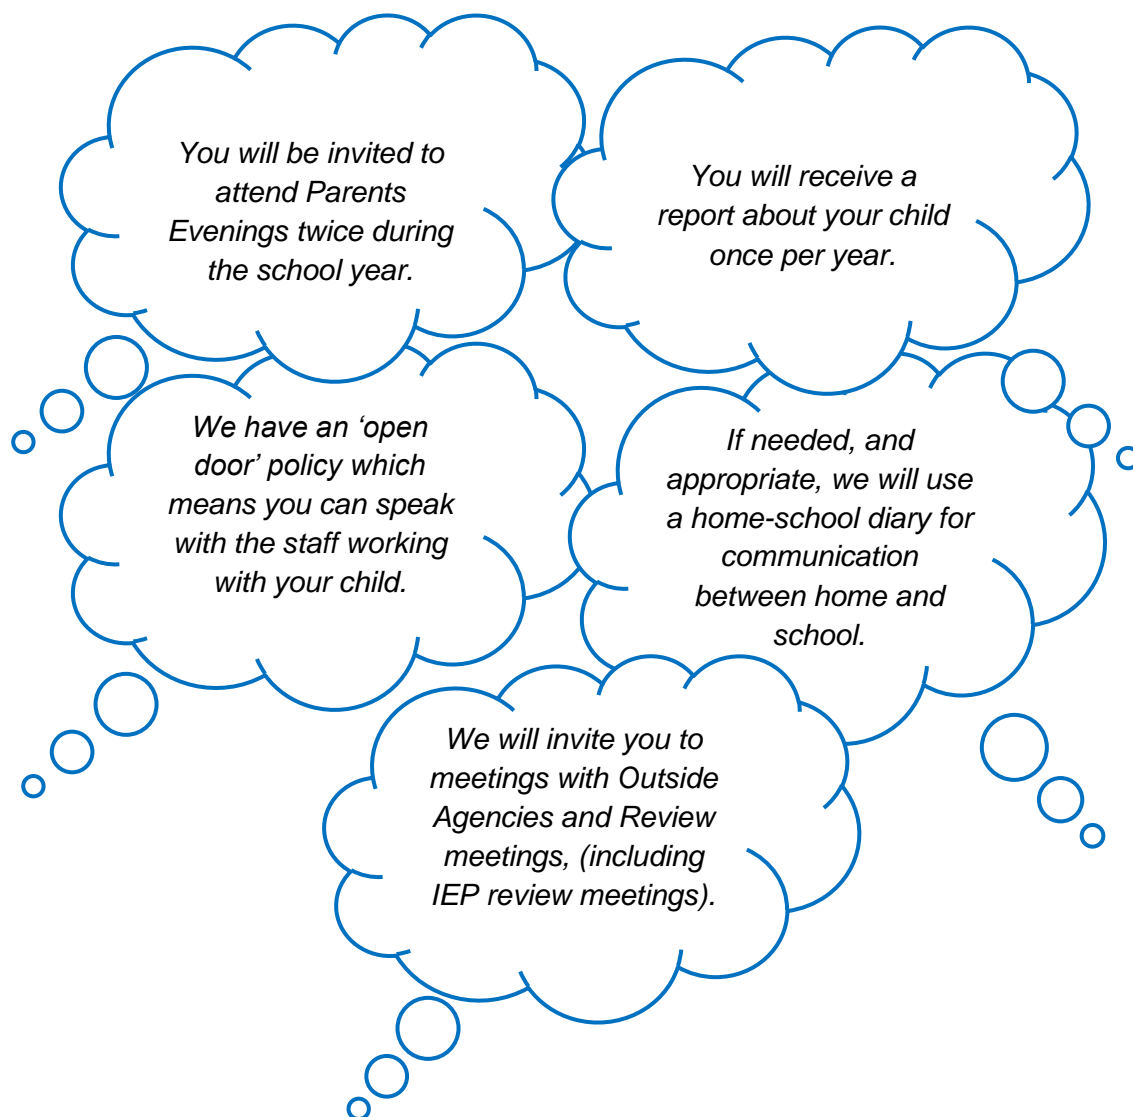 You will be invited to
attend Parents
Evenings twice during
the school year.
You will receive a
report about your child
once per year.
We have an ‘open
door’ policy which
means you can speak
with the staff working
with your child.
If needed, and
appropriate, we will use
a home-school diary for
communication
between home and
school.
We will invite you to
meetings with Outside
Agencies and Review
meetings, (including
IEP review meetings).